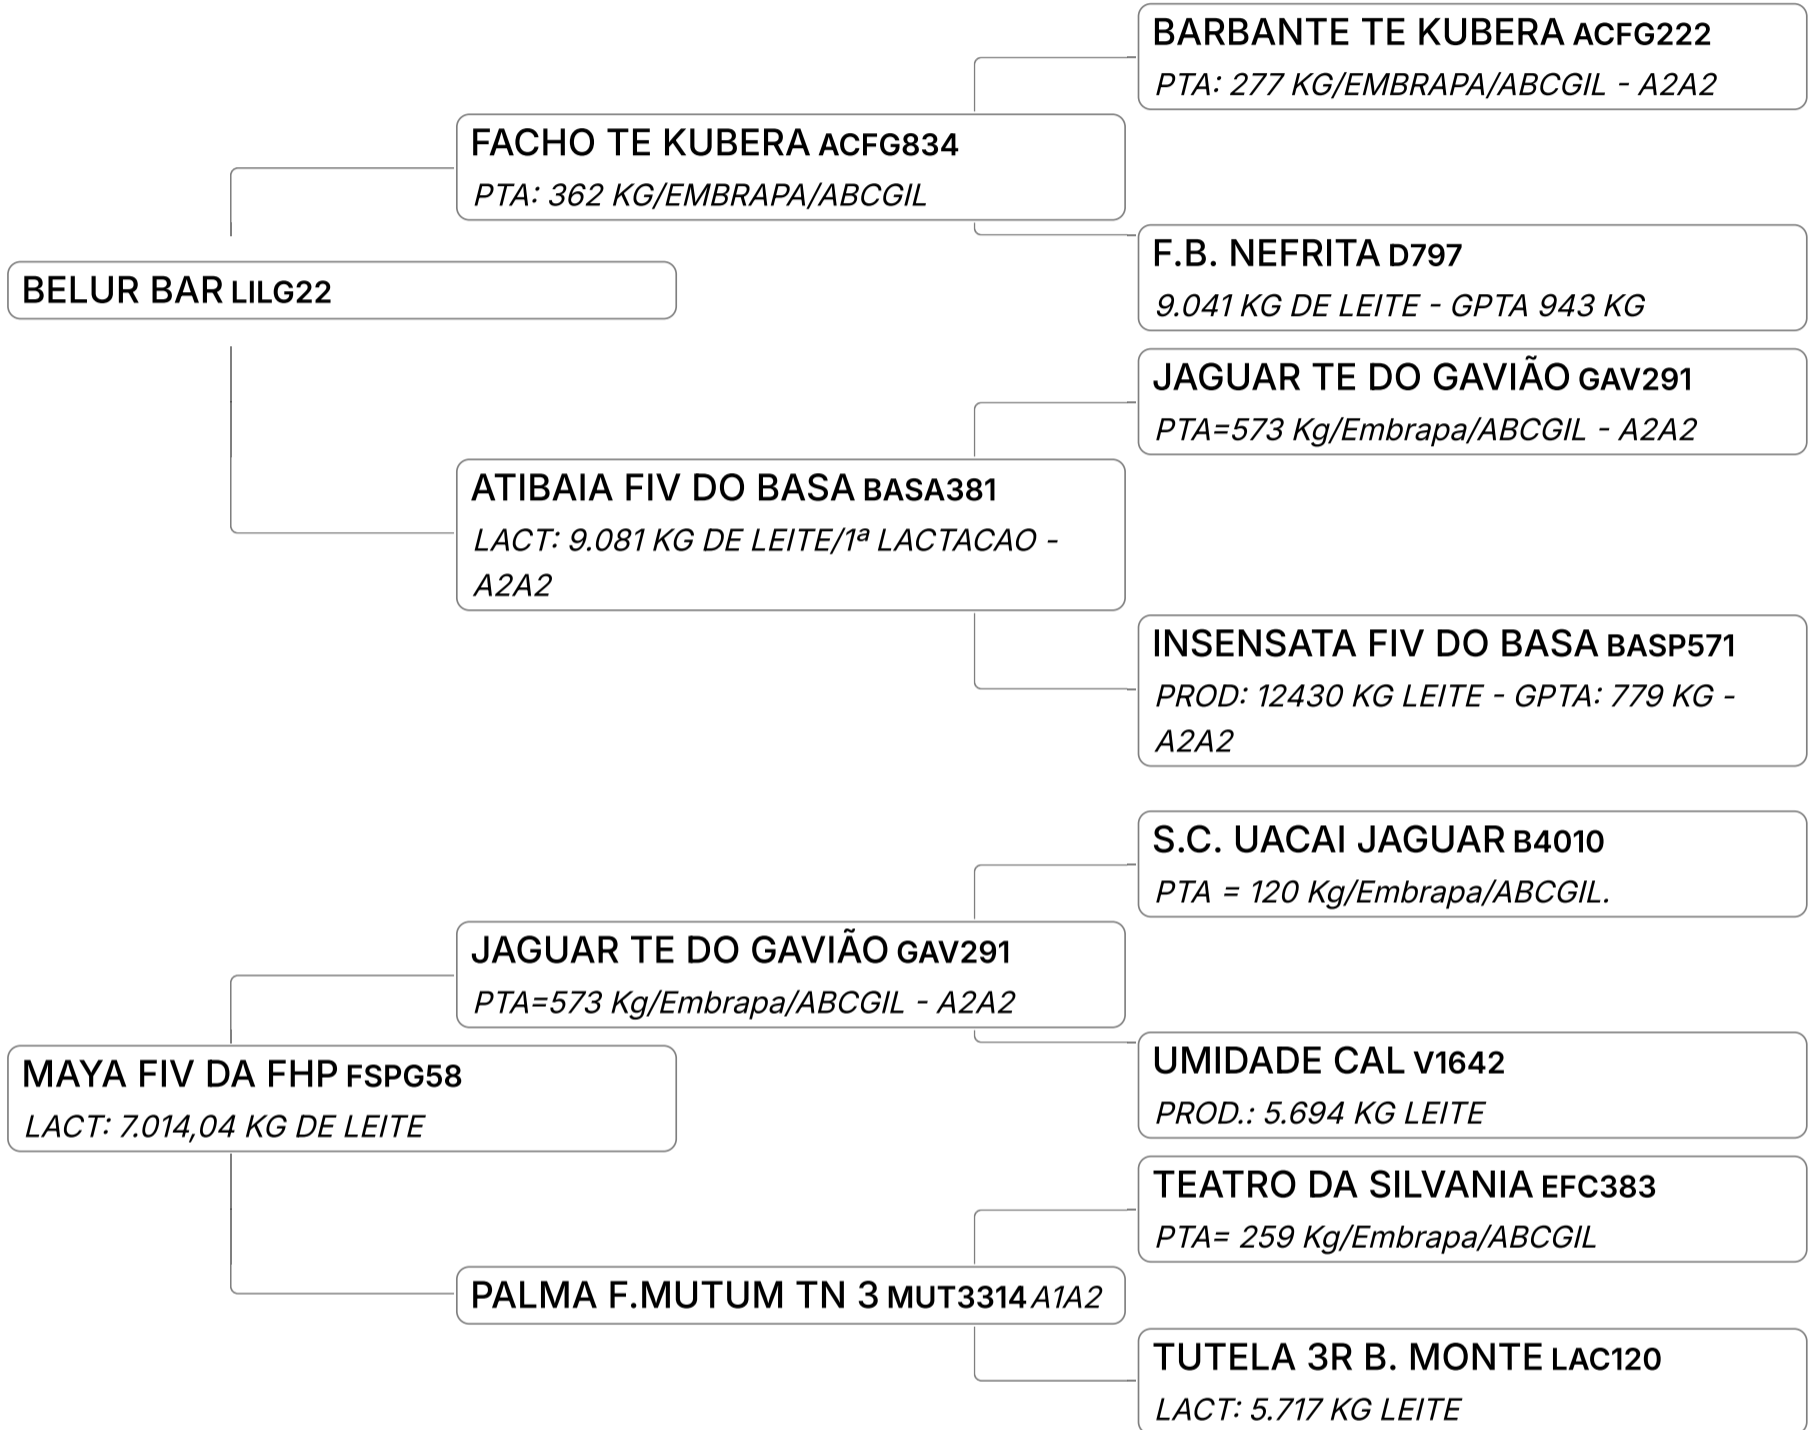 BARBANTE TE KUBERA ACFG222
PTA: 277 KG/EMBRAPA/ABCGIL - A2A2
FACHO TE KUBERA ACFG834
PTA: 362 KG/EMBRAPA/ABCGIL
F.B. NEFRITA D797
9.041 KG DE LEITE - GPTA 943 KG
BELUR BAR LILG22
JAGUAR TE DO GAVIÃO GAV291
PTA=573 Kg/Embrapa/ABCGIL - A2A2
ATIBAIA FIV DO BASA BASA381
LACT: 9.081 KG DE LEITE/1ª LACTACAO -
A2A2
INSENSATA FIV DO BASA BASP571
PROD: 12430 KG LEITE - GPTA: 779 KG -
A2A2
S.C. UACAI JAGUAR B4010
PTA = 120 Kg/Embrapa/ABCGIL.
JAGUAR TE DO GAVIÃO GAV291
PTA=573 Kg/Embrapa/ABCGIL - A2A2
UMIDADE CAL V1642
PROD.: 5.694 KG LEITE
MAYA FIV DA FHP FSPG58
LACT: 7.014,04 KG DE LEITE
TEATRO DA SILVANIA EFC383
PTA= 259 Kg/Embrapa/ABCGIL
PALMA F.MUTUM TN 3 MUT3314 A1A2
TUTELA 3R B. MONTE LAC120
LACT: 5.717 KG LEITE